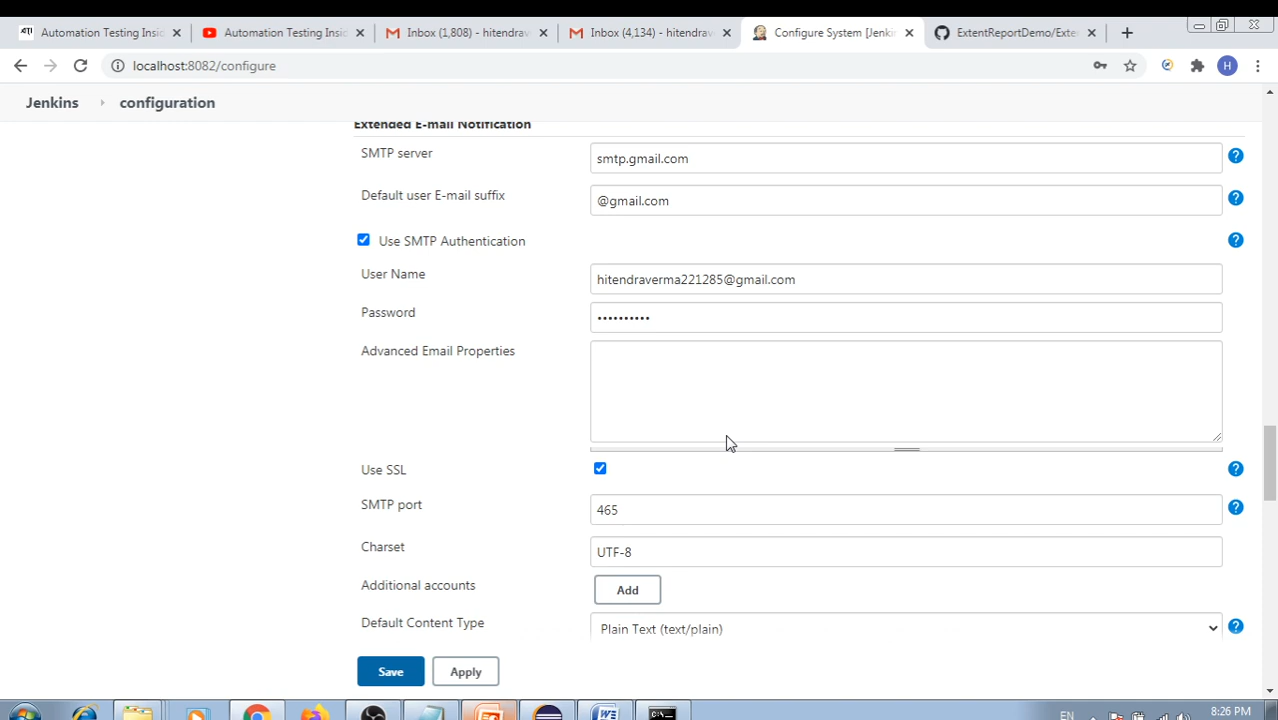 Automation Testing Insi
Automation Testing Insi
Inbox (1,808) - hitendrav
Inbox (4,134) - hitendrav
Configure System [Jenki
ExtentReportDemo/Exte
localhost:8082/configure
H
Jenkins
configuration
Extended E-mail Notification
SMTP server
smtp.gmail.com
Default user E-mail suffix
@gmail.com
Use SMTP Authentication
User Name
hitendraverma221285@gmail.com
Password
Advanced Email Properties
Use SSL
SMTP port
465
Charset
UTF-8
Additional accounts
Add
Default Content Type
Plain Text (text/plain)
Save
Apply
EN
8:26 PM